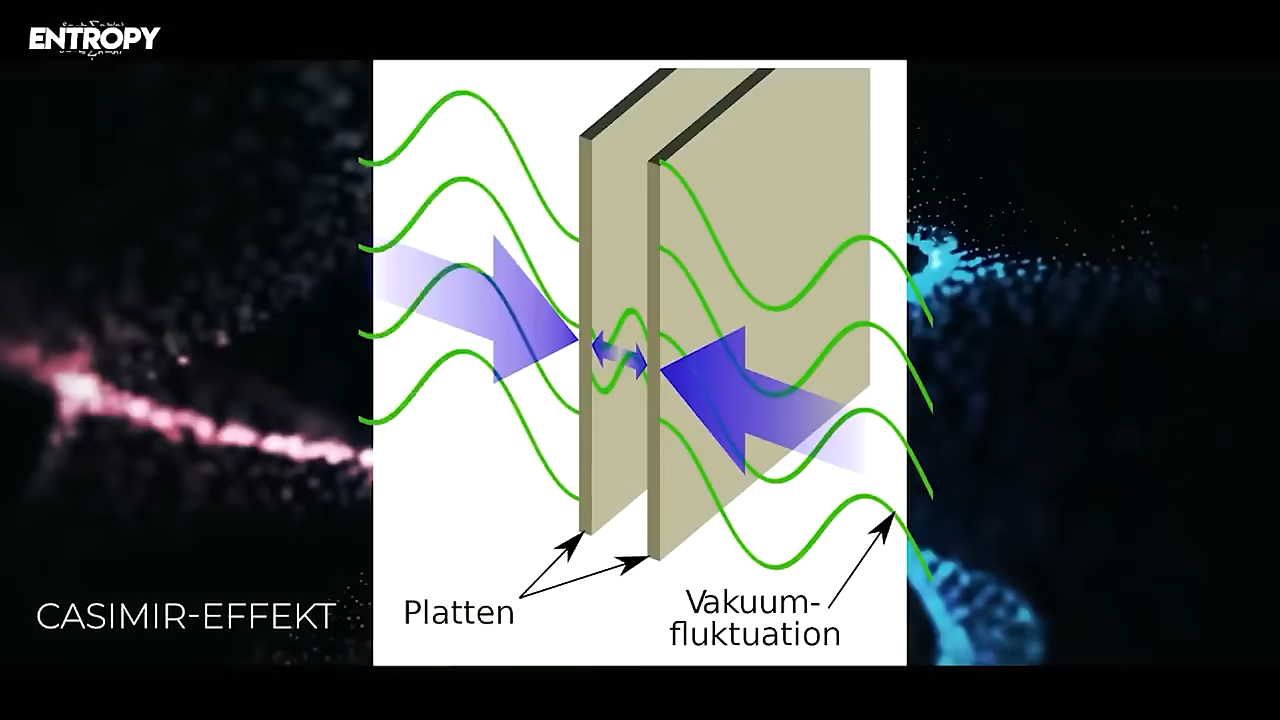 ENTROPY
CASIMIR-EFFEKT
Platten
Vakuum-
fluktuation